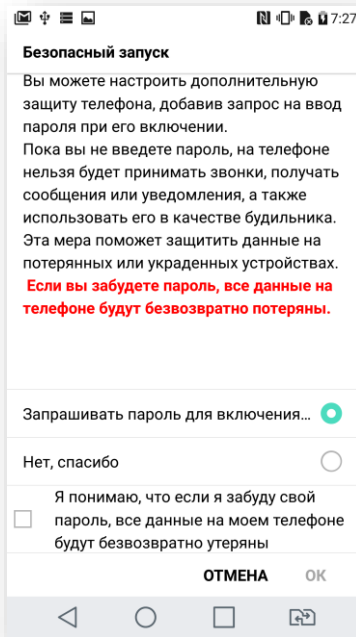 7:27
Безопасный запуск
Вы можете настроить дополнительную
защиту телефона, добавив запрос на ввод
пароля при его включении.
Пока вы не введете пароль, на телефоне
нельзя будет принимать звонки, получать
сообщения или уведомления, а также
использовать его в качестве будильника.
Эта мера поможет защитить данные на
потерянных или украденных устройствах.
Если вы забудете пароль, все данные на
телефоне будут безвозвратно потеряны.
Запрашивать пароль для включения...
Нет, спасибо
Я понимаю, что если я забуду свой
пароль, все данные на моем телефоне
будут безвозвратно утеряны
ОТМЕНА ОК